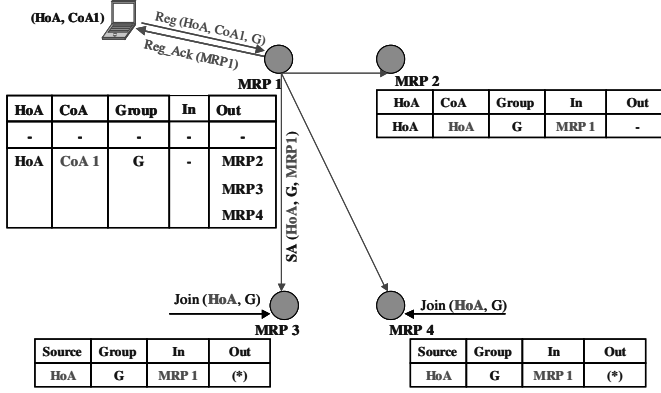 (HoA, CoA1)
Reg (HoA, CoA1, G)
Reg_Ack (MRP1)
MRP 1
MRP 2
HoA CoA Group In Out
- - - - -
HoA CoA 1 G - MRP2
MRP3
MRP4
HoA CoA Group In Out
HoA HoA G MRP 1 -
SA (HoA, G, MRP1)
Join (HoA, G)
MRP 3
Join (HoA, G)
MRP 4
Source Group In Out
HoA G MRP 1 (*)
Source Group In Out
HoA G MRP 1 (*)